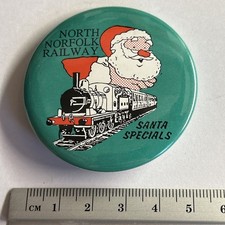 NORTH
NORFOLK
RAILWAY
SANTA
SPECIALS
CM 1 2 3 4 5 6